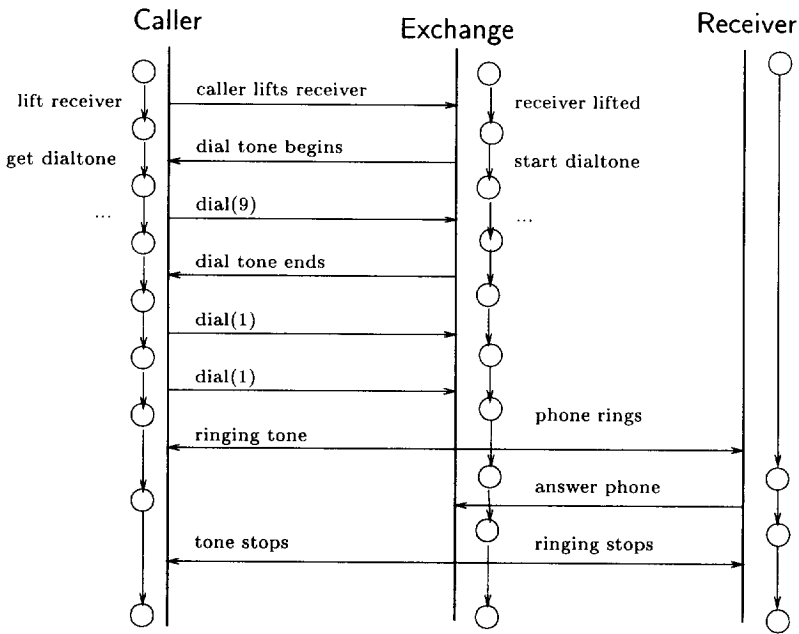 Caller
Exchange
Receiver
lift receiver
caller lifts receiver
receiver lifted
get dialtone
dial tone begins
start dialtone
...
dial(9)
...
dial tone ends
dial(1)
dial(1)
phone rings
ringing tone
answer phone
tone stops
ringing stops